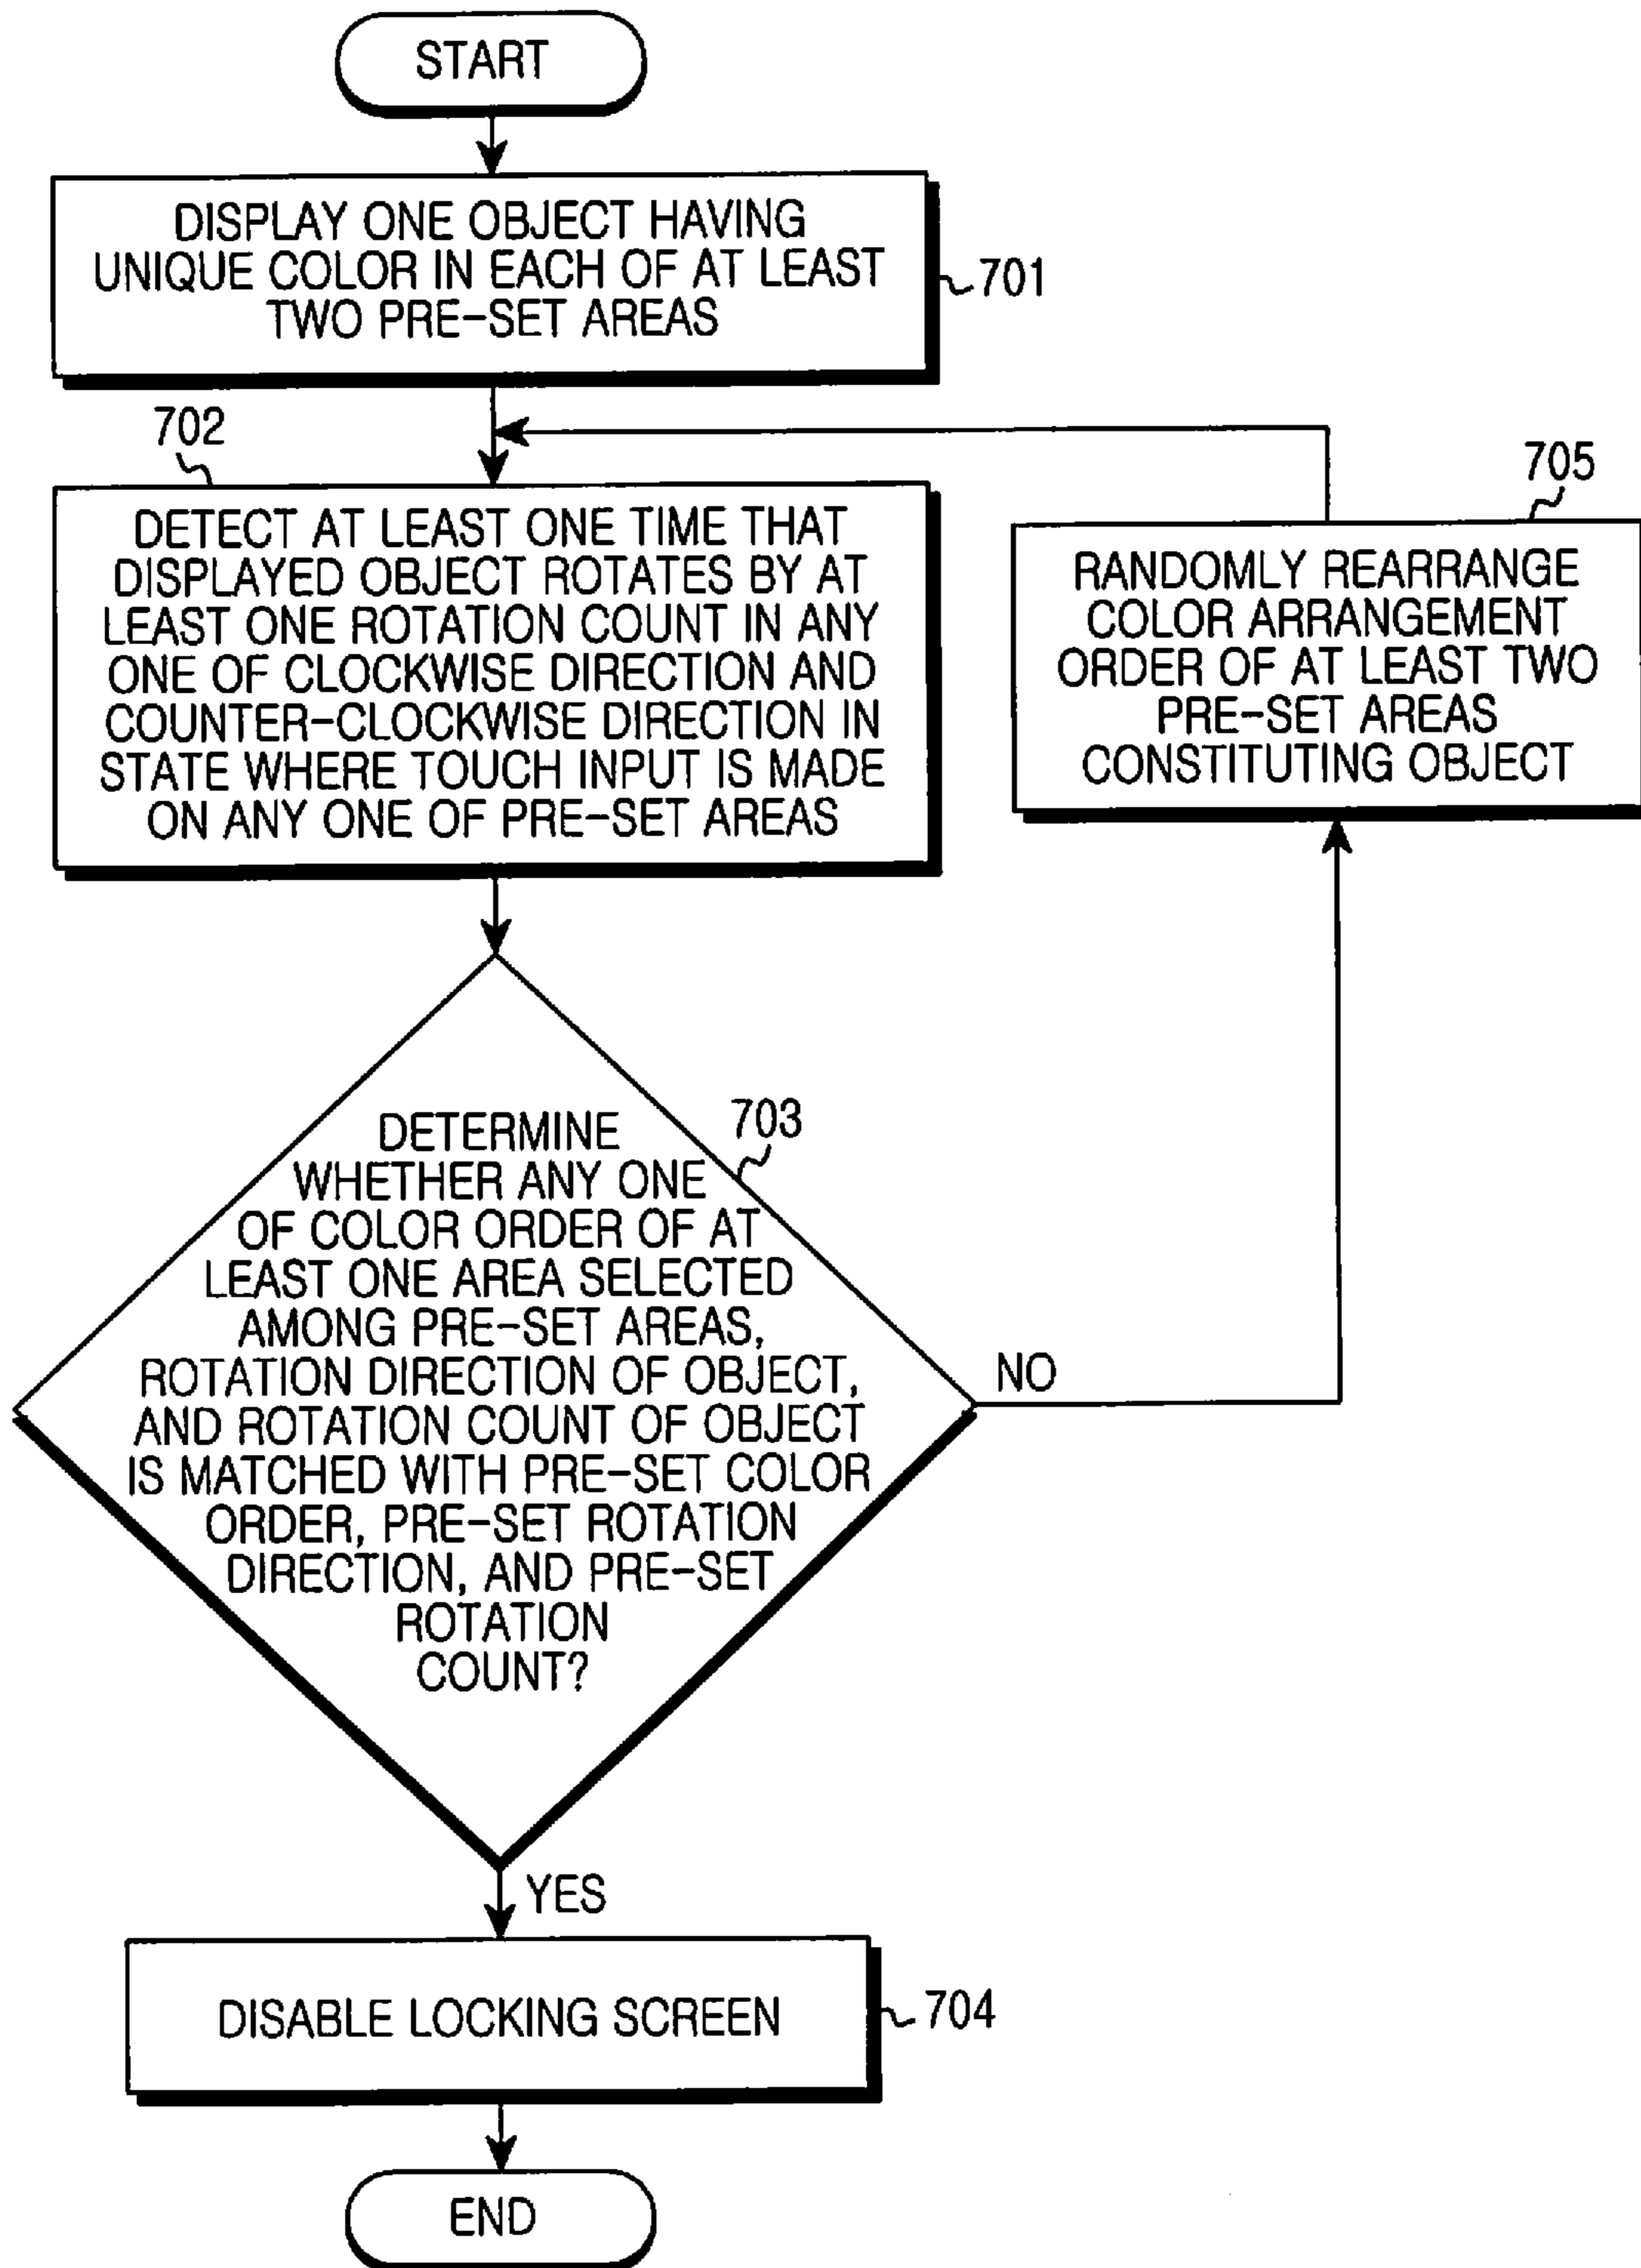 START
DISPLAY ONE OBJECT HAVING
UNIQUE COLOR IN EACH OF AT LEAST
TWO PRE-SET AREAS
701
702
DETECT AT LEAST ONE TIME THAT
DISPLAYED OBJECT ROTATES BY AT
LEAST ONE ROTATION COUNT IN ANY
ONE OF CLOCKWISE DIRECTION AND
COUNTER-CLOCKWISE DIRECTION IN
STATE WHERE TOUCH INPUT IS MADE
ON ANY ONE OF PRE-SET AREAS
705
RANDOMLY REARRANGE
COLOR ARRANGEMENT
ORDER OF AT LEAST TWO
PRE-SET AREAS
CONSTITUTING OBJECT
703
DETERMINE
WHETHER ANY ONE
OF COLOR ORDER OF AT
LEAST ONE AREA SELECTED
AMONG PRE-SET AREAS,
ROTATION DIRECTION OF OBJECT,
AND ROTATION COUNT OF OBJECT
IS MATCHED WITH PRE-SET COLOR
ORDER, PRE-SET ROTATION
DIRECTION, AND PRE-SET
ROTATION
COUNT?
NO
YES
DISABLE LOCKING SCREEN
704
END